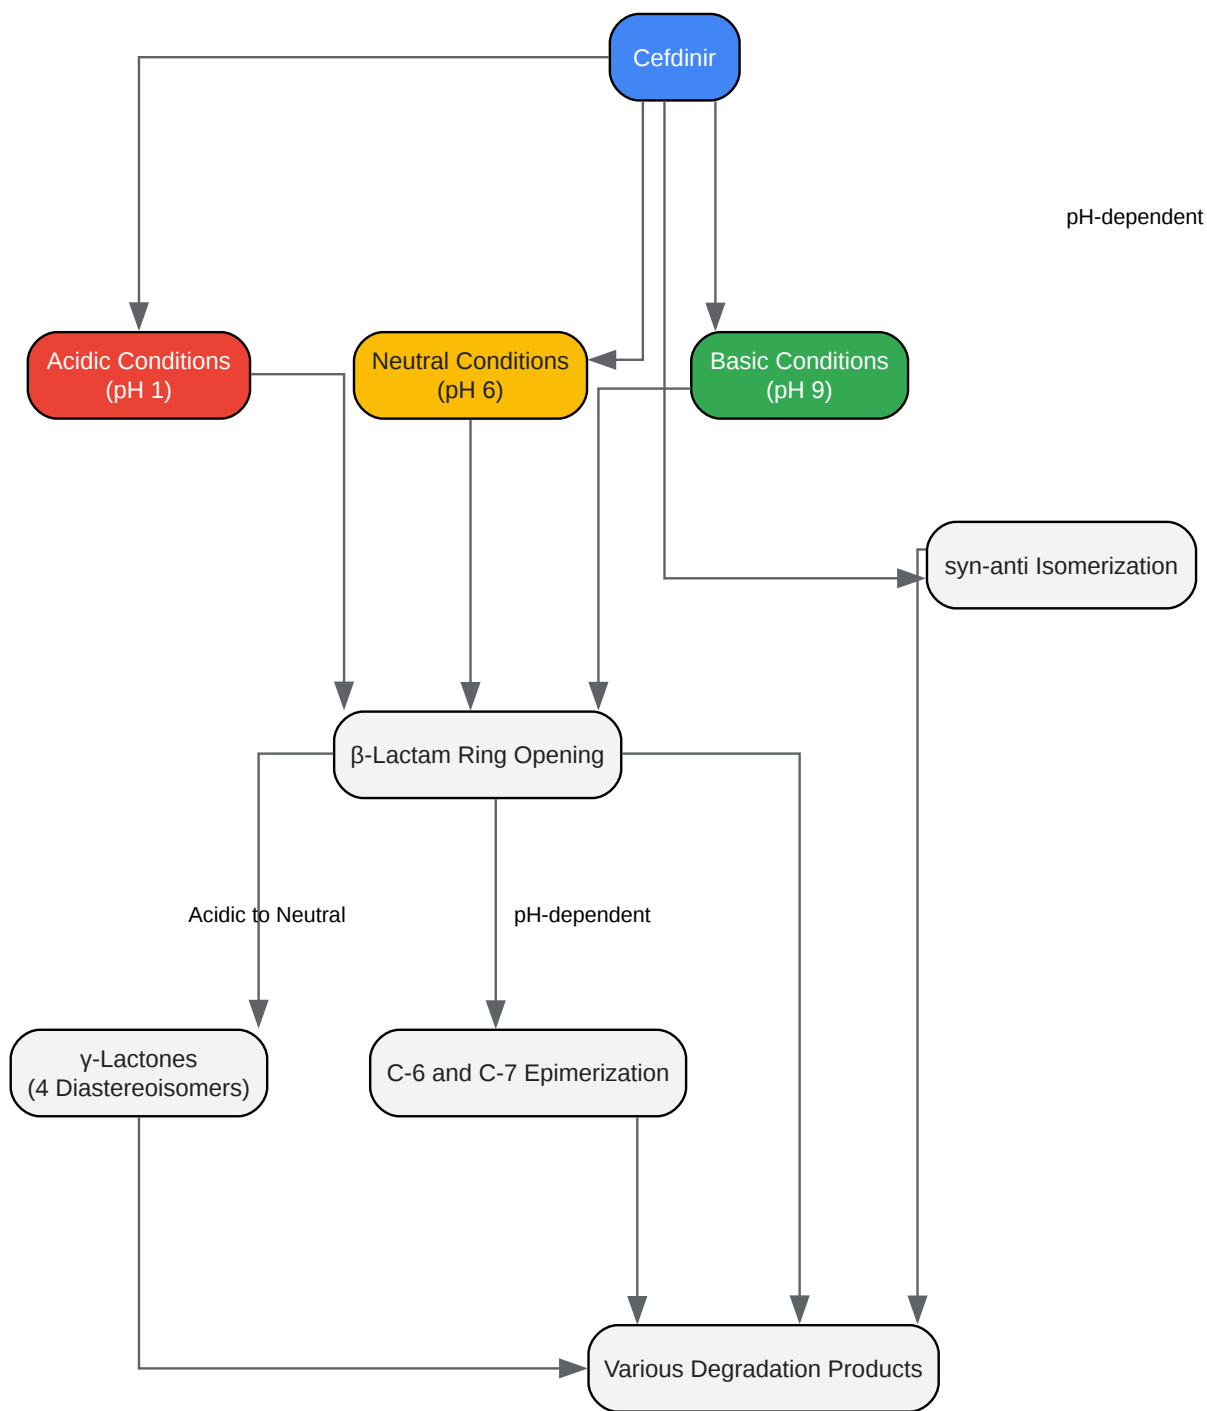 Cefdinir
pH-dependent
Acidic Conditions
(pH 1)
Neutral Conditions
(pH 6)
Basic Conditions
(pH 9)
syn-anti Isomerization
β-Lactam Ring Opening
Acidic to Neutral
pH-dependent
γ-Lactones
(4 Diastereoisomers)
C-6 and C-7 Epimerization
Various Degradation Products